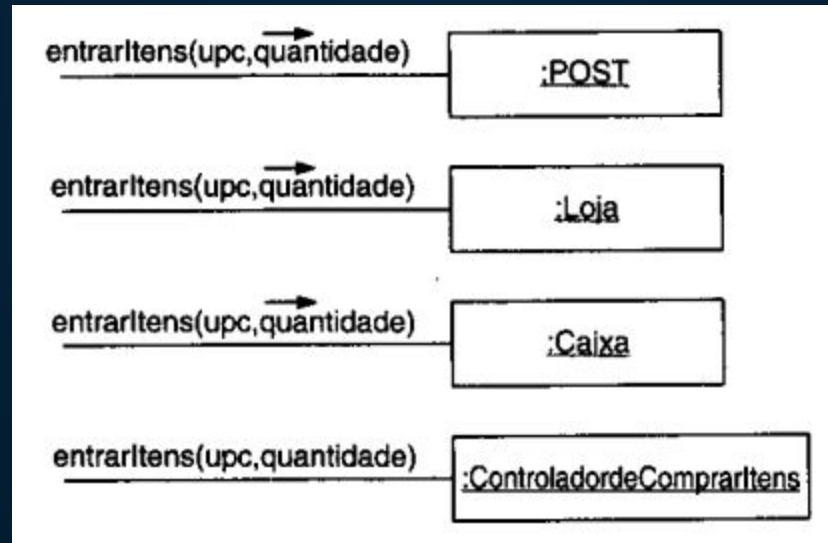 entrarItens(upc,quantidade)
:POST
entrarItens(upc,quantidade)
:Loja
entrarItens(upc,quantidade)
:Caixa
entrarItens(upc,quantidade)
:ControladordeComprarItens